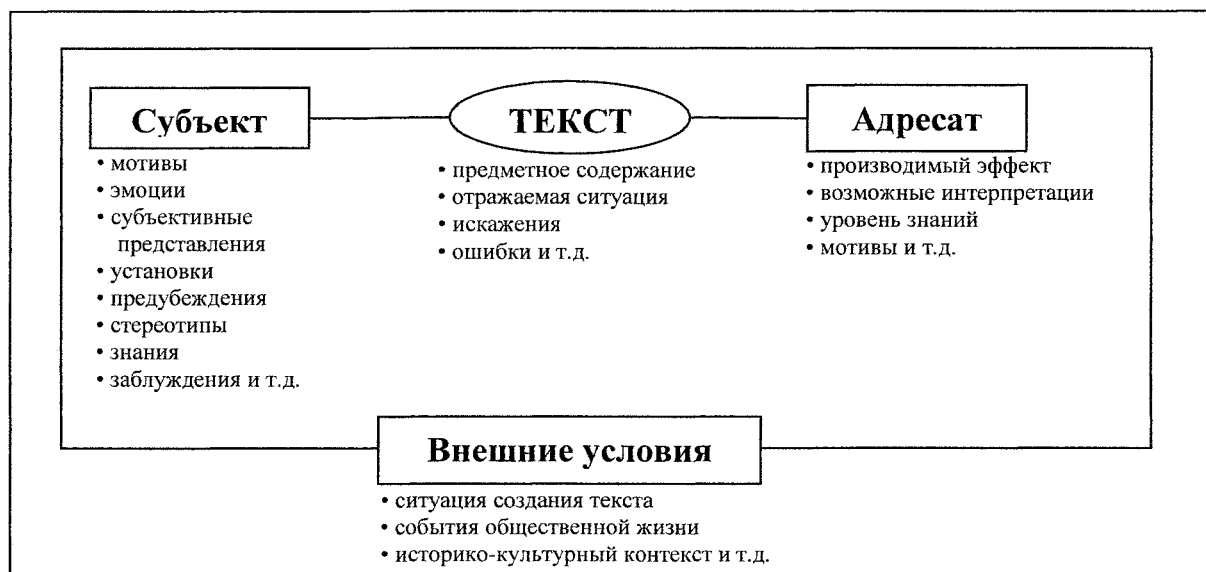 Субъект
• мотивы
• эмоции
• субъективные
представления
• установки
• предубеждения
• стереотипы
• знания
• заблуждения и т.д.
ТЕКСТ
• предметное содержание
• отражаемая ситуация
• искажения
• ошибки и т.д.
Адресат
• производимый эффект
• возможные интерпретации
• уровень знаний
• мотивы и т.д.
Внешние условия
• ситуация создания текста
• события общественной жизни
• историко-культурный контекст и т.д.